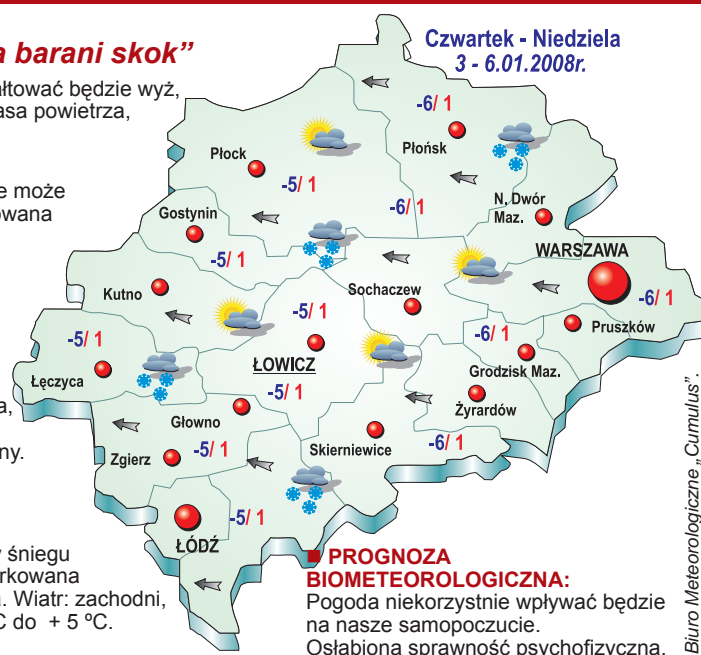 a barani skok”
ałtować będzie wyż,
asa powietrza,
e może
owana
a,
ny.
y śniegu
rkowana
a. Wiatr: zachodni,
C do + 5 ºC.
Czwartek - Niedziela
3 - 6.01.2008r.
-6/ 1
Płońsk
Płock
-5/ 1
-6/ 1
N. Dwór
Maz.
Gostynin
-5/ 1
WARSZAWA
-6/ 1
Kutno
Sochaczew
-5/ 1
Pruszków
-5/ 1
-6/ 1
ŁOWICZ
Łęczyca
Grodzisk Maz.
-5/ 1
Żyrardów
Głowno
-5/ 1
Skierniewice
-6/ 1
Zgierz
-5/ 1
ŁÓDŹ
PROGNOZA
BIOMETEOROLOGICZNA:
Pogoda niekorzystnie wpływać będzie
na nasze samopoczucie.
Osłabiona sprawność psychofizyczna.
Biuro Meteorologiczne „Cumulus”.